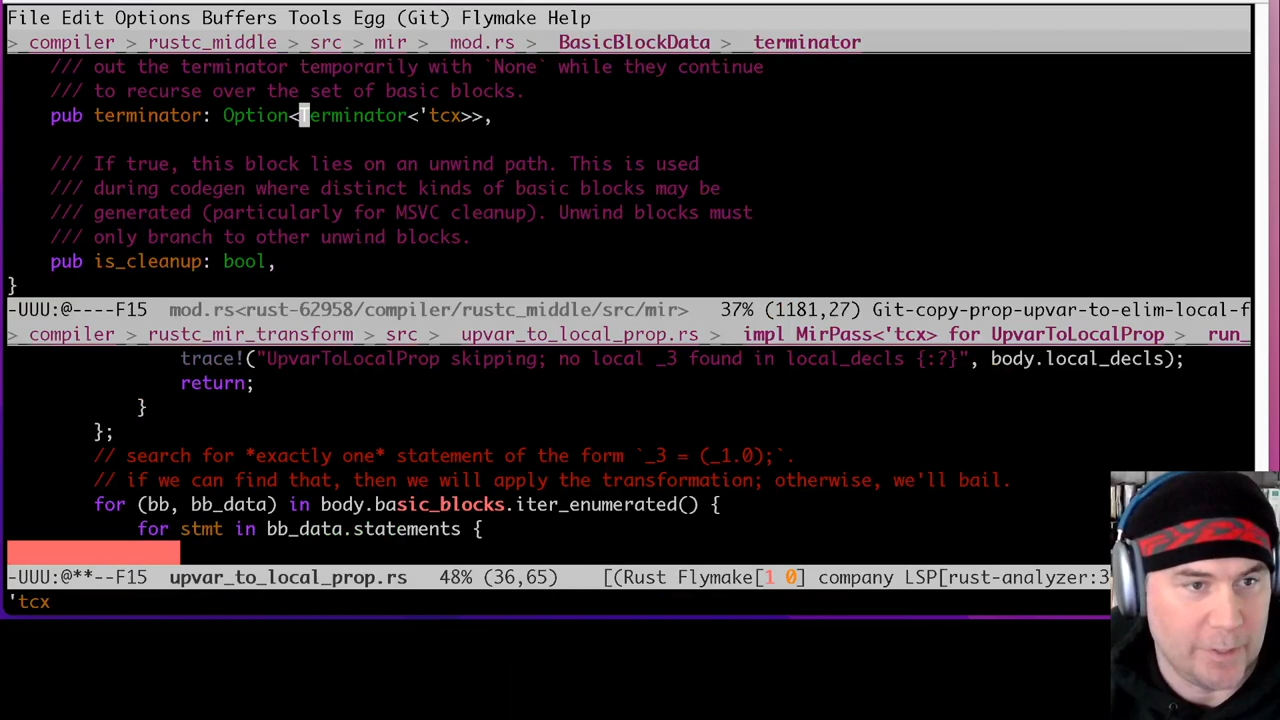 File Edit Options Buffers Tools Egg (Git) Flymake Help
> compiler > rustc_middle > src > mir > mod.rs > BasicBlockData > terminator
/// out the terminator temporarily with `None` while they continue
/// to recurse over the set of basic blocks.
pub terminator: Option<Terminator<'tcx>>,
/// If true, this block lies on an unwind path. This is used
/// during codegen where distinct kinds of basic blocks may be
/// generated (particularly for MSVC cleanup). Unwind blocks must
/// only branch to other unwind blocks.
pub is_cleanup: bool,
}
-UUU:@----F15 mod.rs<rust-62958/compiler/rustc_middle/src/mir> 37% (1181,27) Git-copy-prop-upvar-to-elim-local-f
> compiler > rustc_mir_transform > src > upvar_to_local_prop.rs > impl MirPass<'tcx> for UpvarToLocalProp > run_
trace!("UpvarToLocalProp skipping; no local _3 found in local_decls {:?}", body.local_decls);
return;
}
};
// search for *exactly one* statement of the form `_3 = (_1.0);`.
// if we can find that, then we will apply the transformation; otherwise, we'll bail.
for (bb, bb_data) in body.basic_blocks.iter_enumerated() {
for stmt in bb_data.statements {
-UUU:@**--F15 upvar_to_local_prop.rs 48% (36,65) [(Rust Flymake[1 0] company LSP[rust-analyzer:3
'tcx